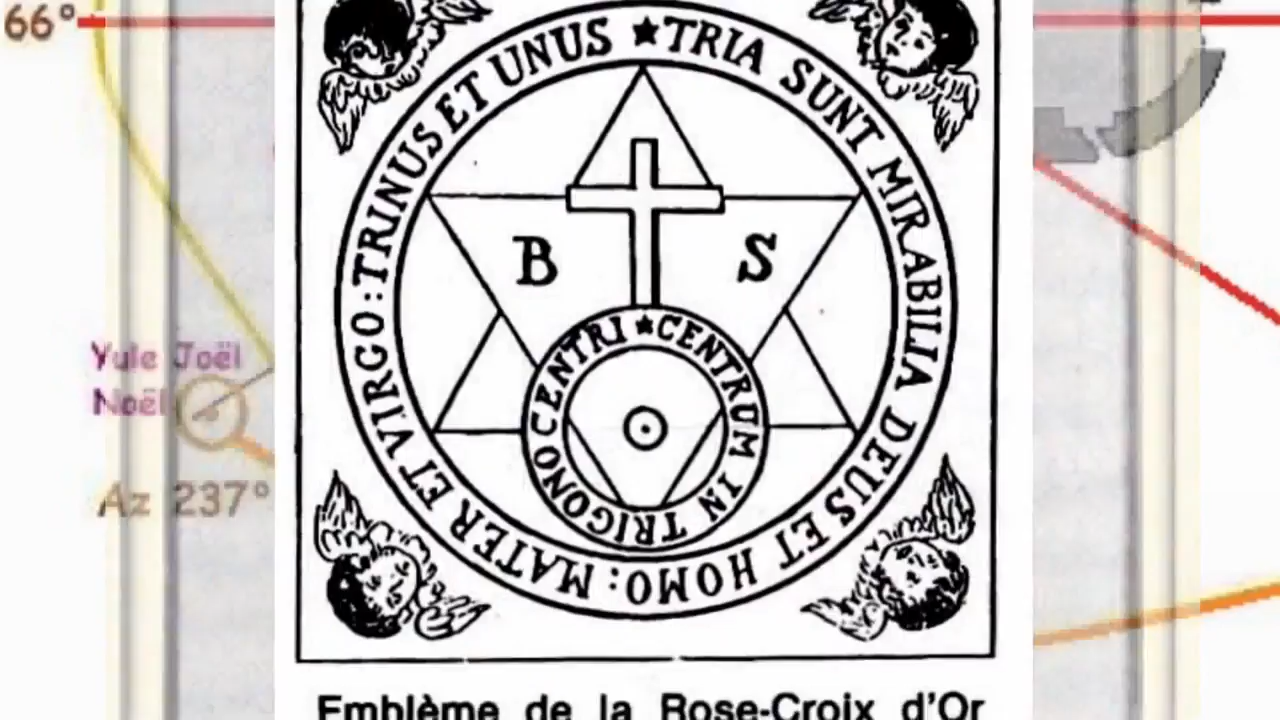 66°
★ TRIA SUNT MIRABILIA DEUS ET HOMO: MATER ET VIRGO: TRINUS ET UNUS
B S
★ CENTRUM IN TRIGONO CENTRI
Yule Joël
Noël
Az 237°
Emblème de la Rose-Croix d'Or